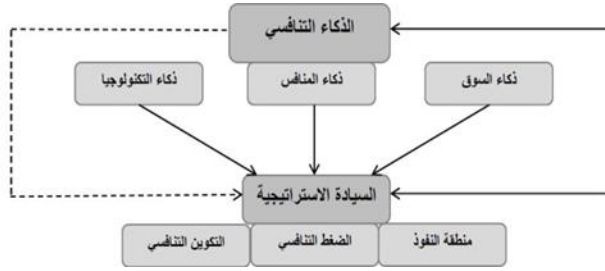 الذكاء التنافسي
ذكاء السوق
ذكاء المنافس
ذكاء التكنولوجيا
السيادة الاستراتيجية
منطقة النفوذ
الضغط التنافسي
التكوين التنافسي